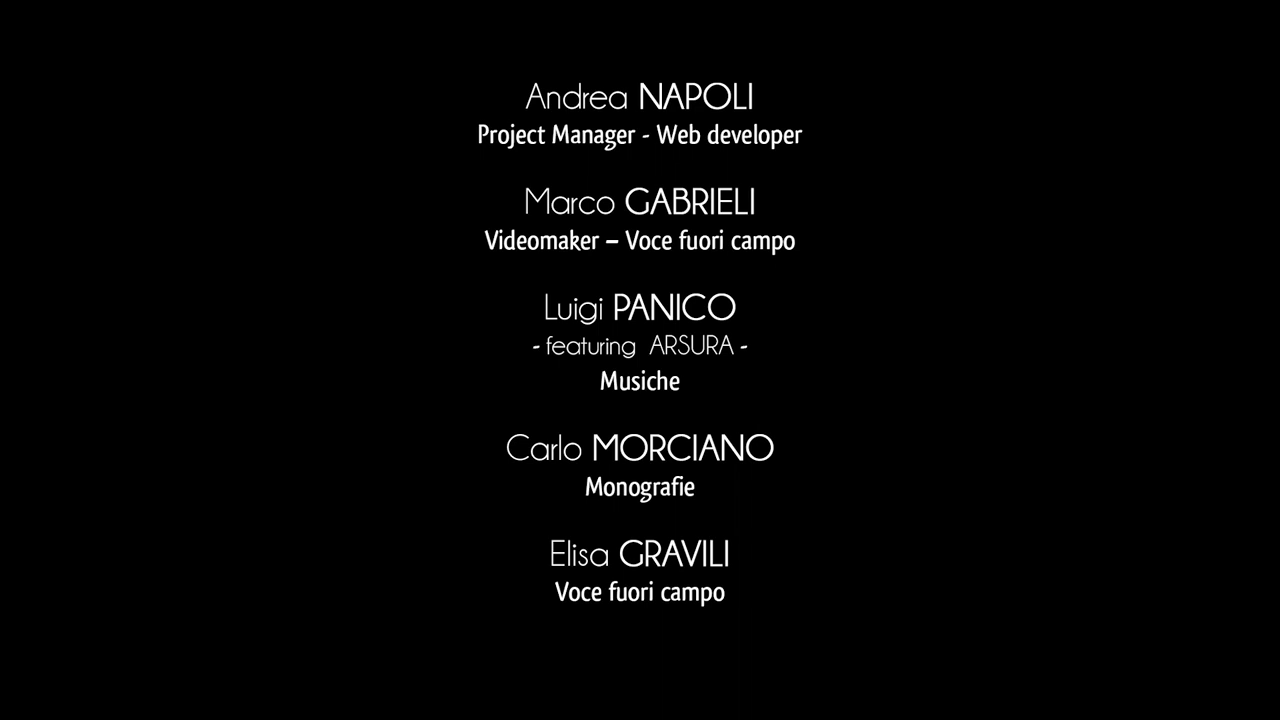 Andrea NAPOLI
Project Manager - Web developer
Marco GABRIELI
Videomaker – Voce fuori campo
Luigi PANICO
- featuring ARSURA -
Musiche
Carlo MORCIANO
Monografie
Elisa GRAVILI
Voce fuori campo